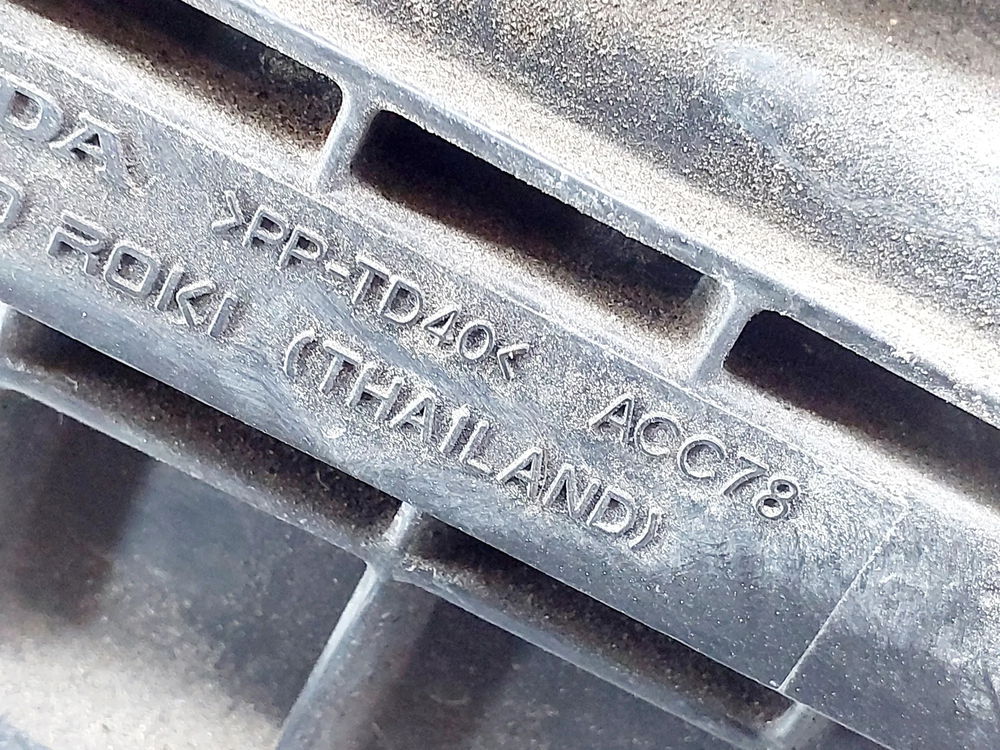 DA >PP-TD40< ACC78
ROKI (THAILAND)